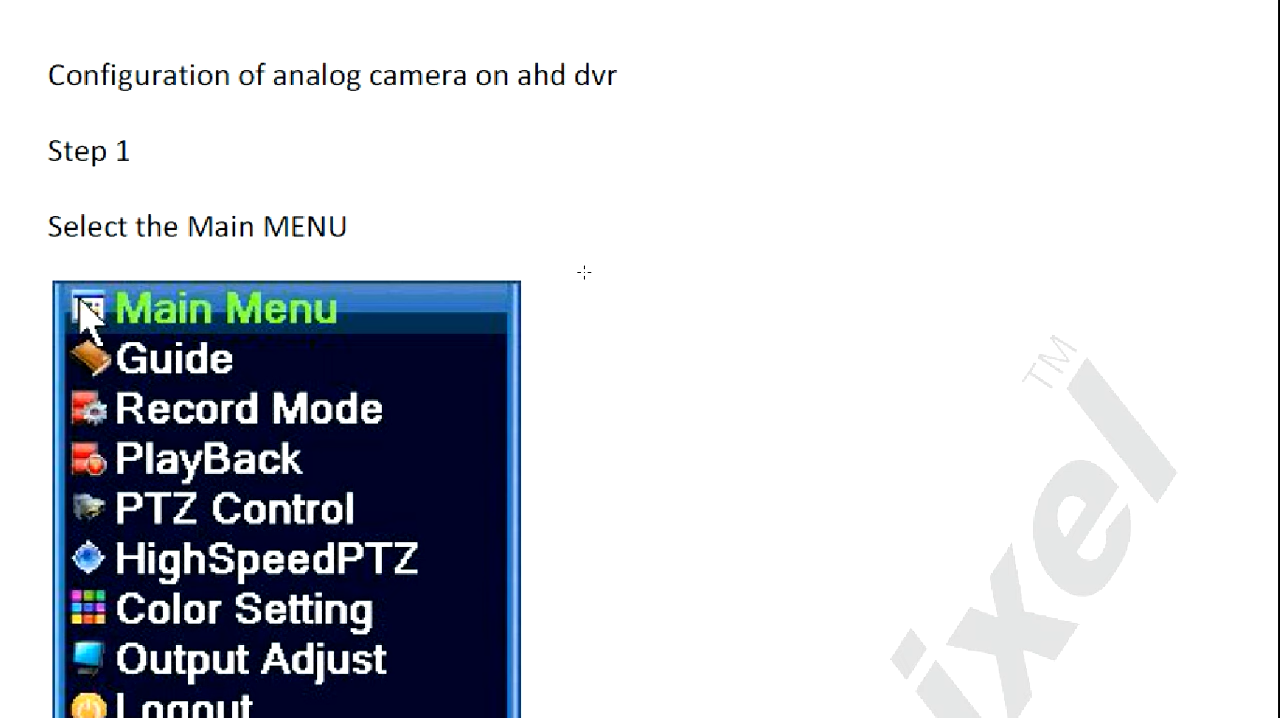 Configuration of analog camera on ahd dvr
Step 1
Select the Main MENU
Main Menu
Guide
Record Mode
PlayBack
PTZ Control
HighSpeedPTZ
Color Setting
Output Adjust
Logout
ixel
TM